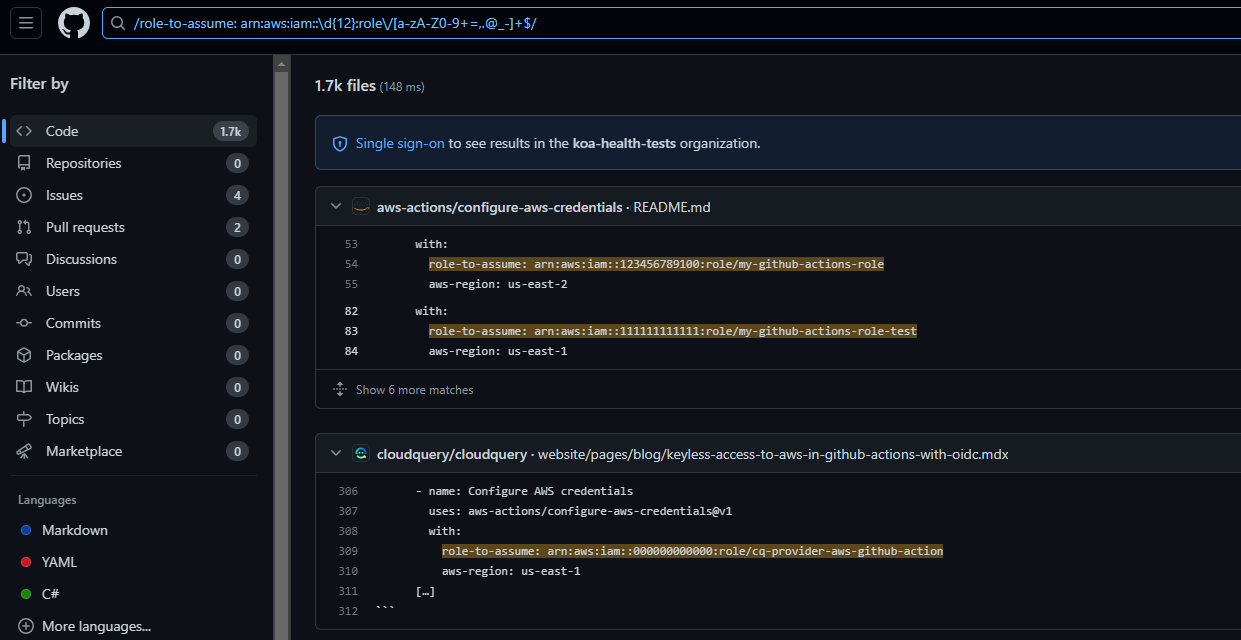 /role-to-assume: arn:aws:iam::\d{12}:role\/[a-zA-Z0-9+=,.@_-]+$/
Filter by
Code 1.7k
Repositories 0
Issues 4
Pull requests 2
Discussions 0
Users 0
Commits 0
Packages 0
Wikis 0
Topics 0
Marketplace 0
Languages
Markdown
YAML
C#
More languages...
1.7k files (148 ms)
Single sign-on to see results in the koa-health-tests organization.
aws-actions/configure-aws-credentials · README.md
53 with:
54 role-to-assume: arn:aws:iam::123456789100:role/my-github-actions-role
55 aws-region: us-east-2
82 with:
83 role-to-assume: arn:aws:iam::111111111111:role/my-github-actions-role-test
84 aws-region: us-east-1
Show 6 more matches
cloudquery/cloudquery · website/pages/blog/keyless-access-to-aws-in-github-actions-with-oidc.mdx
306 - name: Configure AWS credentials
307 uses: aws-actions/configure-aws-credentials@v1
308 with:
309 role-to-assume: arn:aws:iam::000000000000:role/cq-provider-aws-github-action
310 aws-region: us-east-1
311 […]
312 ```